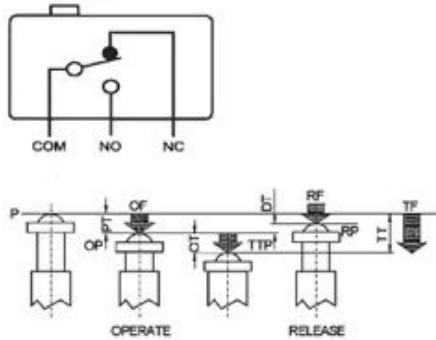 COM NO NC
P
OF
PT
OP
OT
TTP
DT
RF
RP
TT
TF
OPERATE RELEASE